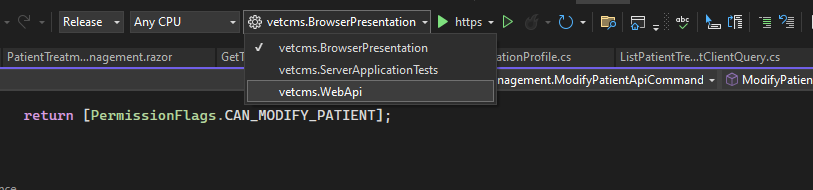 Release Any CPU vetcms.BrowserPresentation https
✓ vetcms.BrowserPresentation
PatientTreatm...nagement.razor GetT ationProfile.cs ListPatientTre...tClientQuery.cs
vetcms.ServerApplicationTests
vetcms.WebApi nagement.ModifyPatientApiCommand ModifyPatien
return [PermissionFlags.CAN_MODIFY_PATIENT];